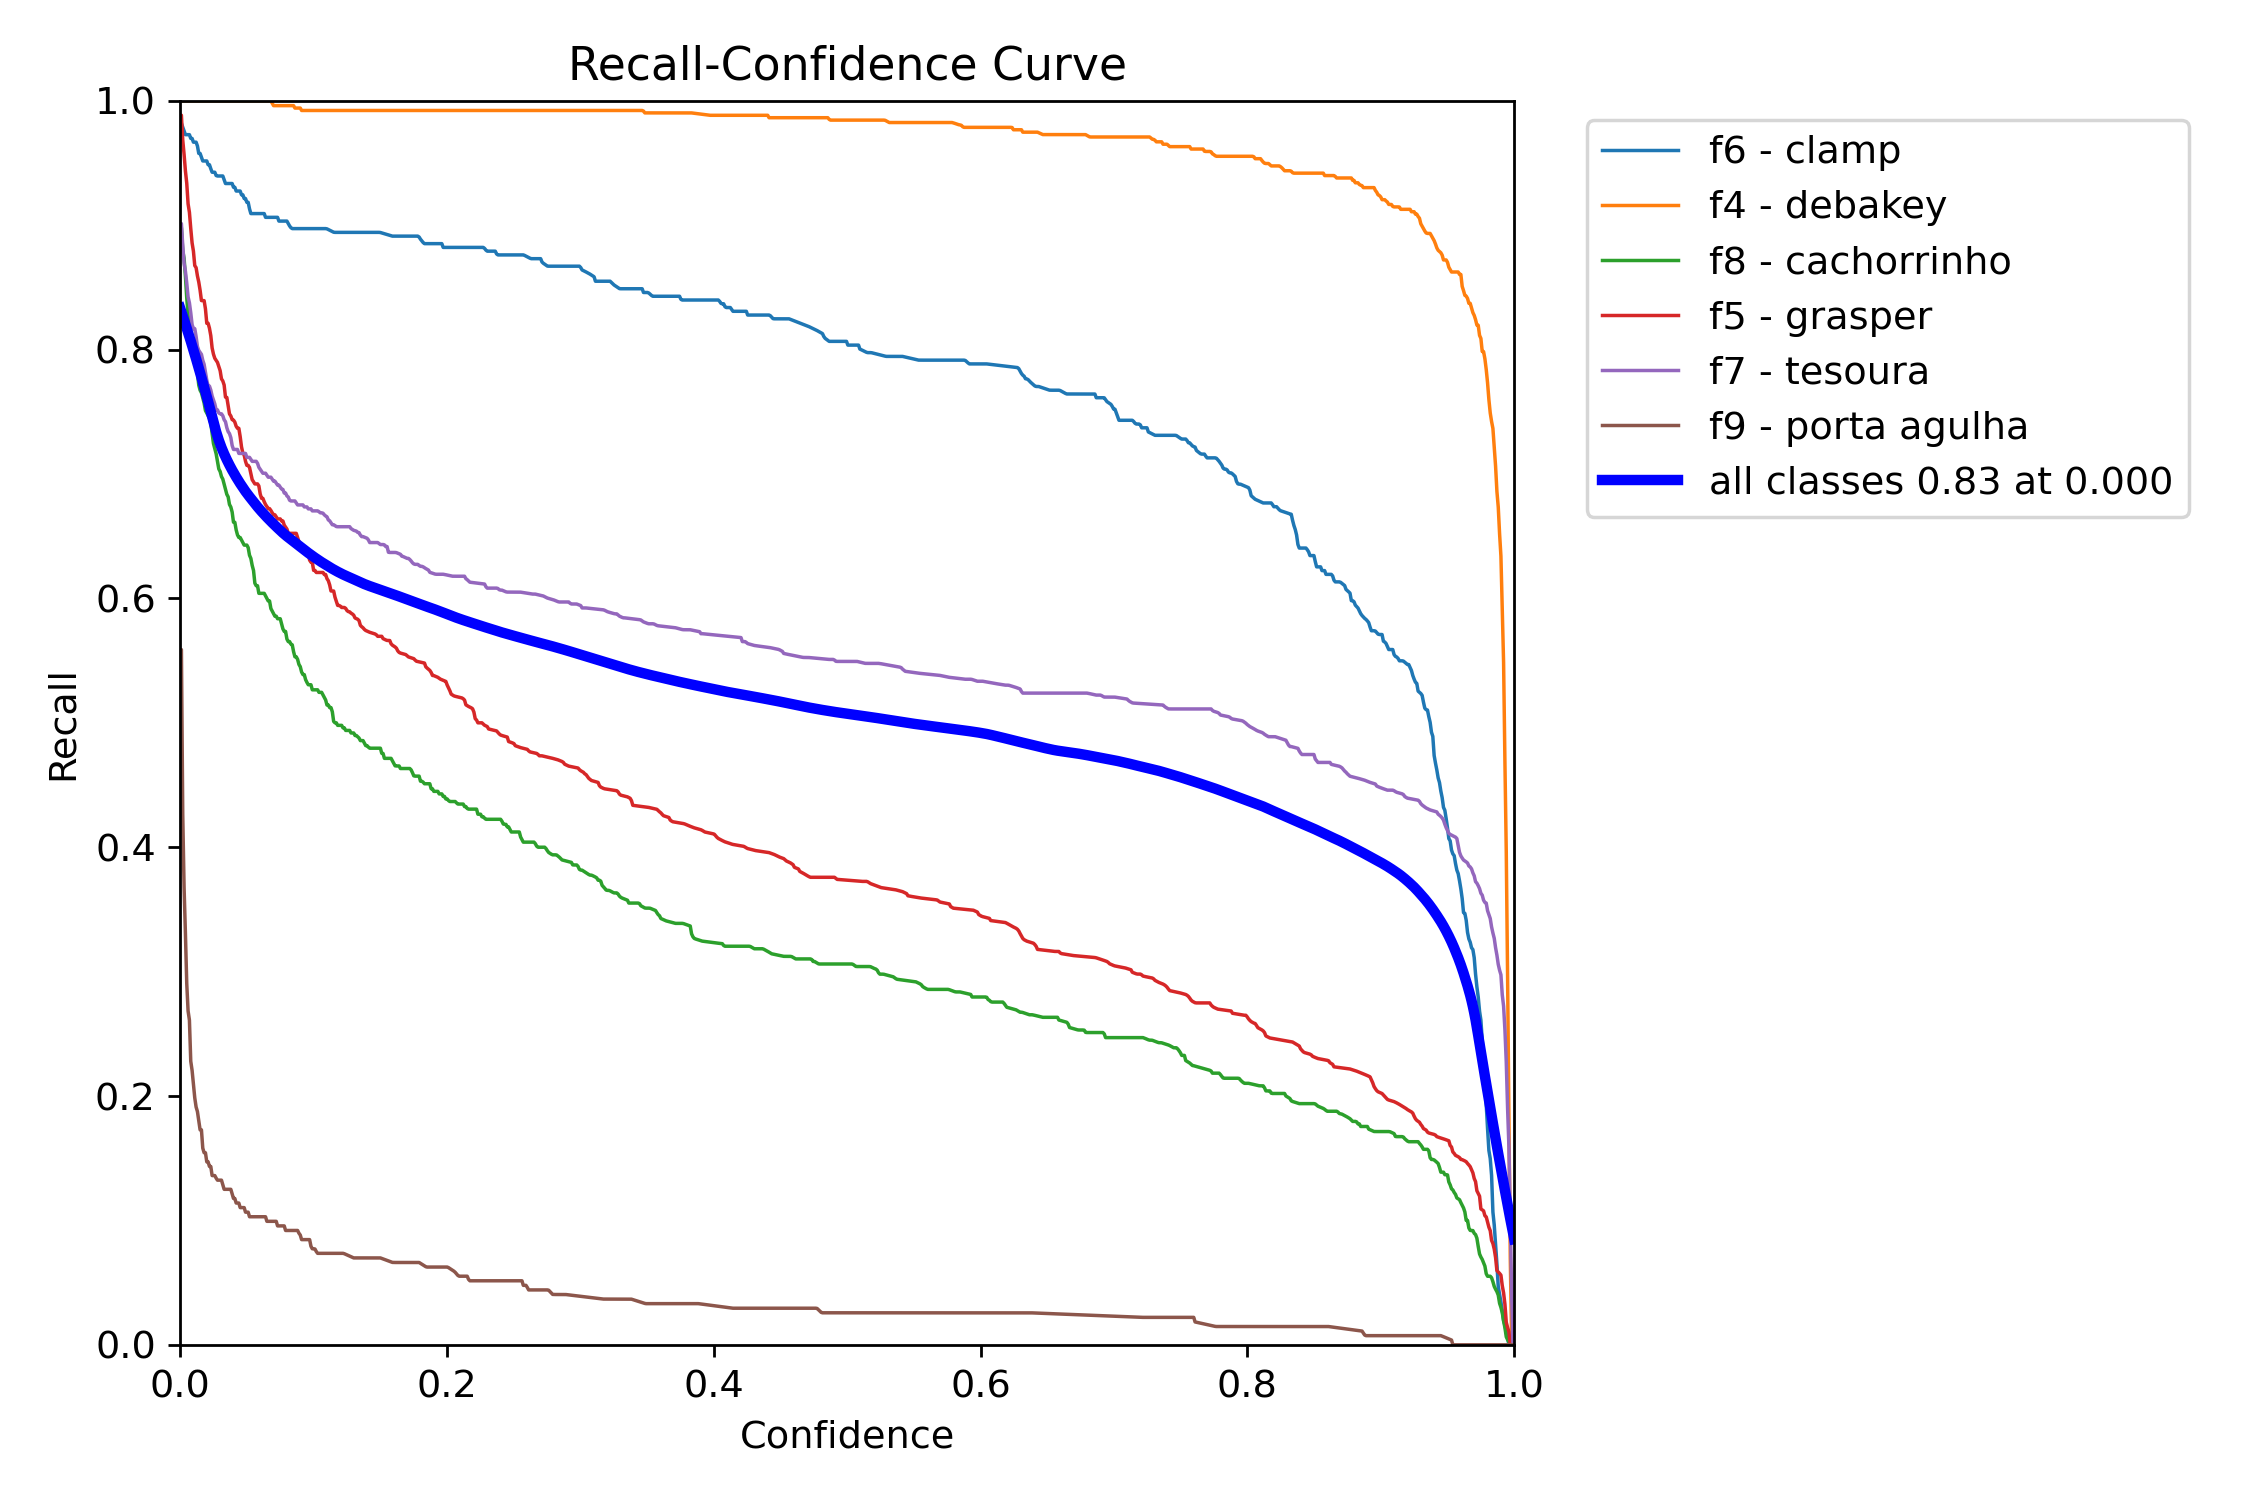 Recall-Confidence Curve
1.0
0.8
0.6
0.4
0.2
0.0
Recall
0.0 0.2 0.4 0.6 0.8 1.0
Confidence
f6 - clamp
f4 - debakey
f8 - cachorrinho
f5 - grasper
f7 - tesoura
f9 - porta agulha
all classes 0.83 at 0.000